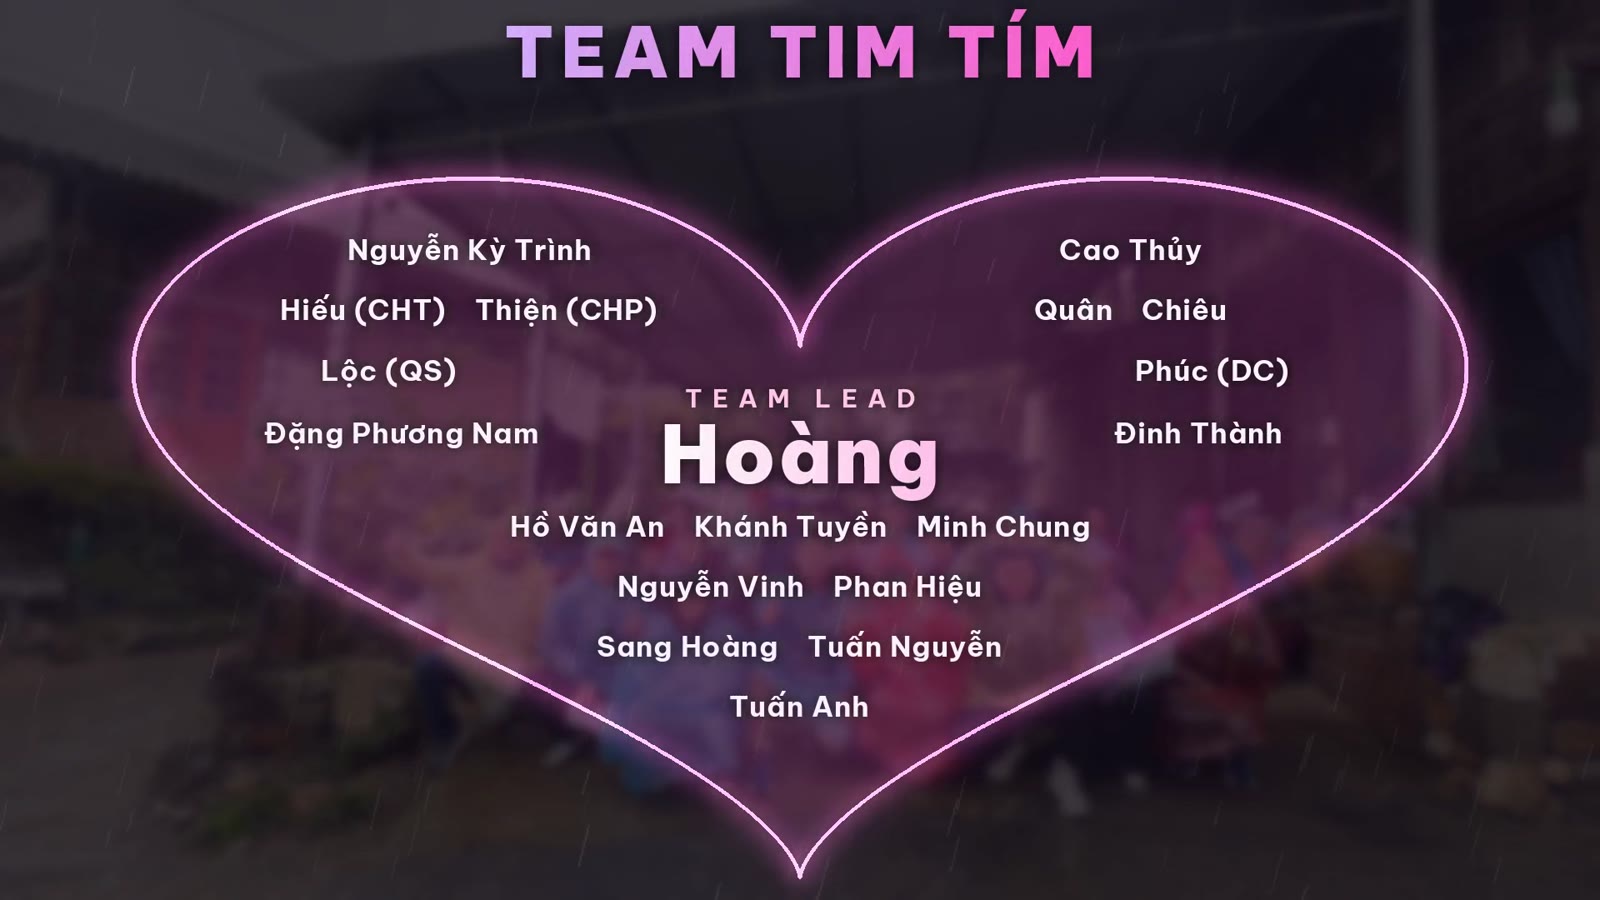 TEAM TIM TÍM
Nguyễn Kỳ Trình
Hiếu (CHT) Thiện (CHP)
Lộc (QS)
Đặng Phương Nam
Cao Thủy
Quân Chiêu
Phúc (DC)
Đinh Thành
TEAM LEAD
Hoàng
Hồ Văn An Khánh Tuyền Minh Chung
Nguyễn Vinh Phan Hiệu
Sang Hoàng Tuấn Nguyễn
Tuấn Anh